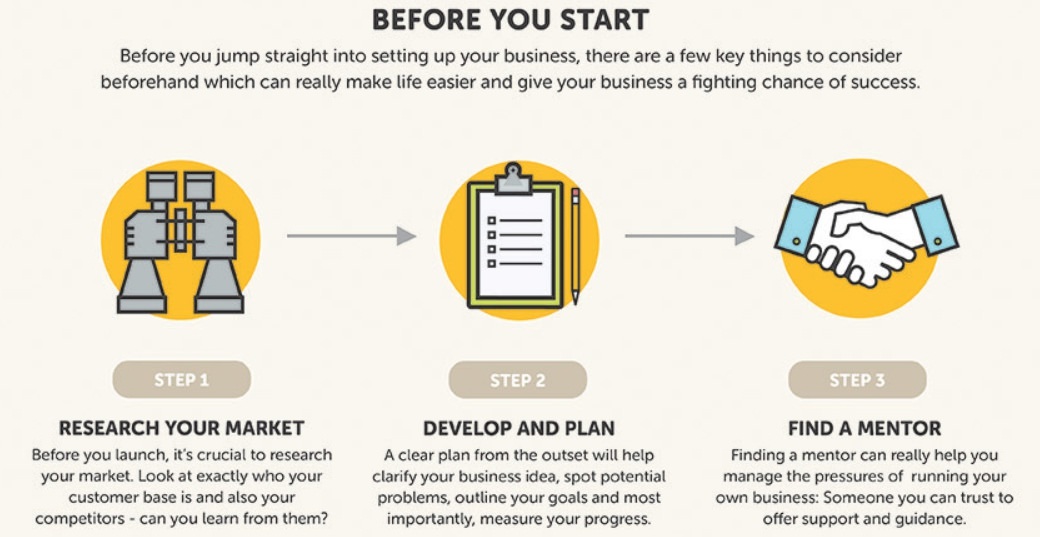 BEFORE YOU START
Before you jump straight into setting up your business, there are a few key things to consider
beforehand which can really make life easier and give your business a fighting chance of success.
STEP 1
RESEARCH YOUR MARKET
Before you launch, it's crucial to research
your market. Look at exactly who your
customer base is and also your
competitors - can you learn from them?
STEP 2
DEVELOP AND PLAN
A clear plan from the outset will help
clarify your business idea, spot potential
problems, outline your goals and most
importantly, measure your progress.
STEP 3
FIND A MENTOR
Finding a mentor can really help you
manage the pressures of running your
own business: Someone you can trust to
offer support and guidance.